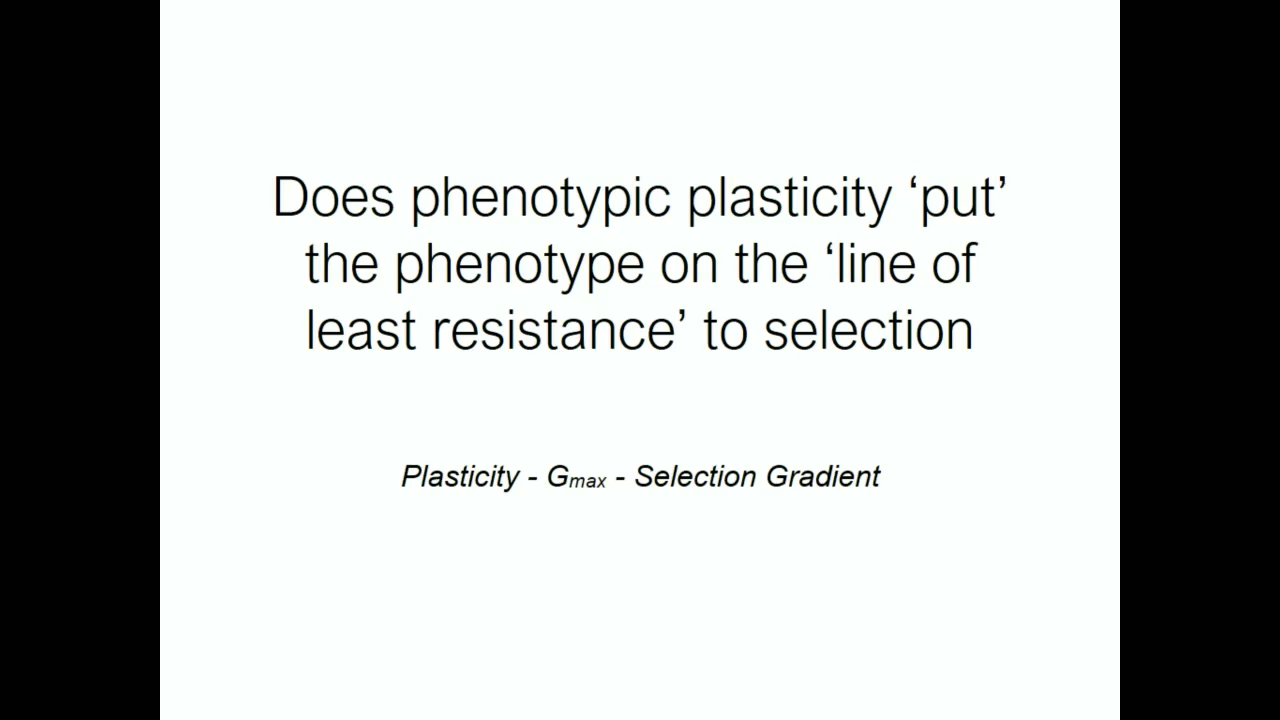 Does phenotypic plasticity ‘put’
the phenotype on the ‘line of
least resistance’ to selection
Plasticity - Gmax - Selection Gradient